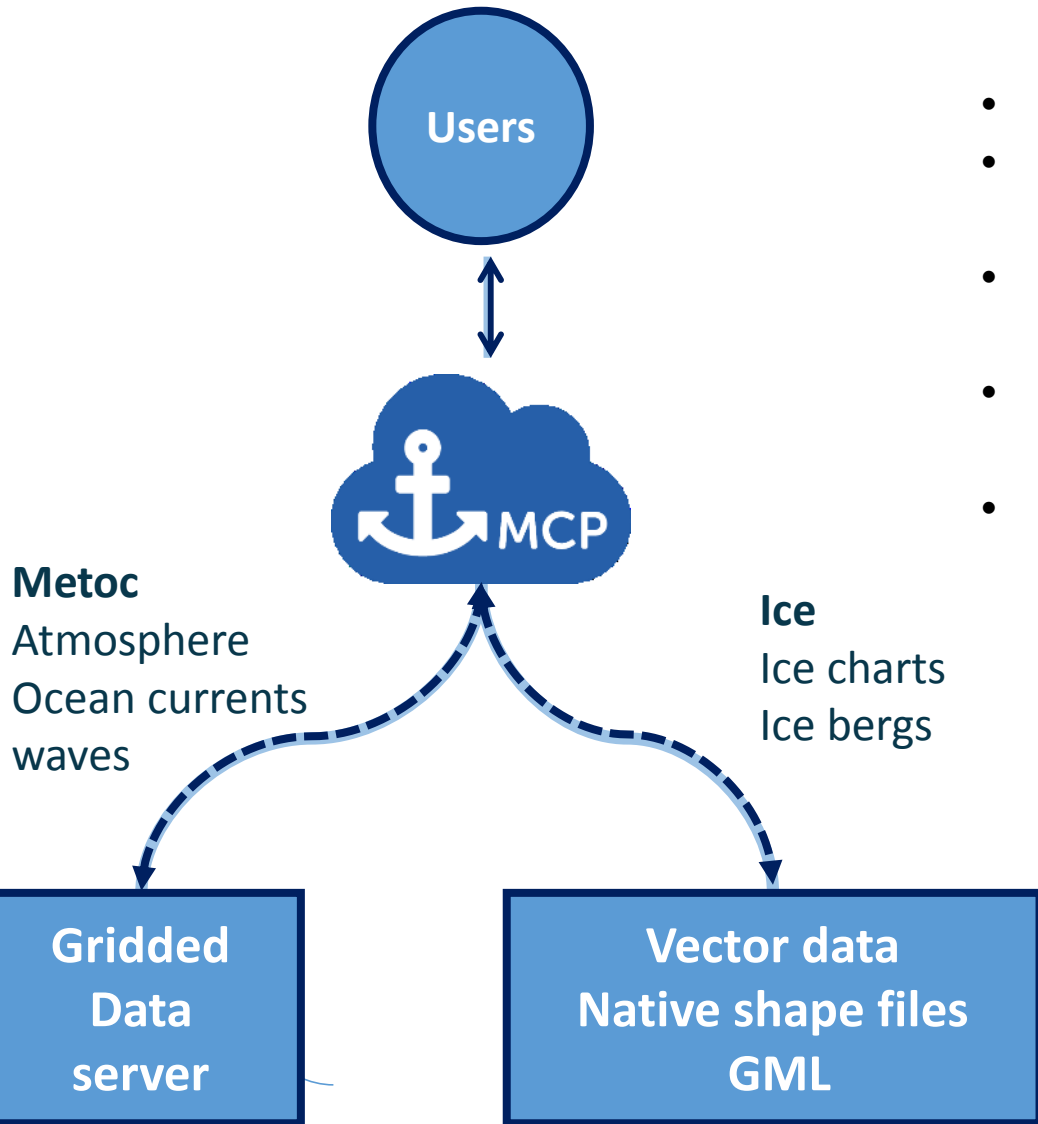 Users
MCP
Metoc
Atmosphere
Ocean currents
waves
Ice
Ice charts
Ice bergs
Gridded
Data
server
Vector data
Native shape files
GML